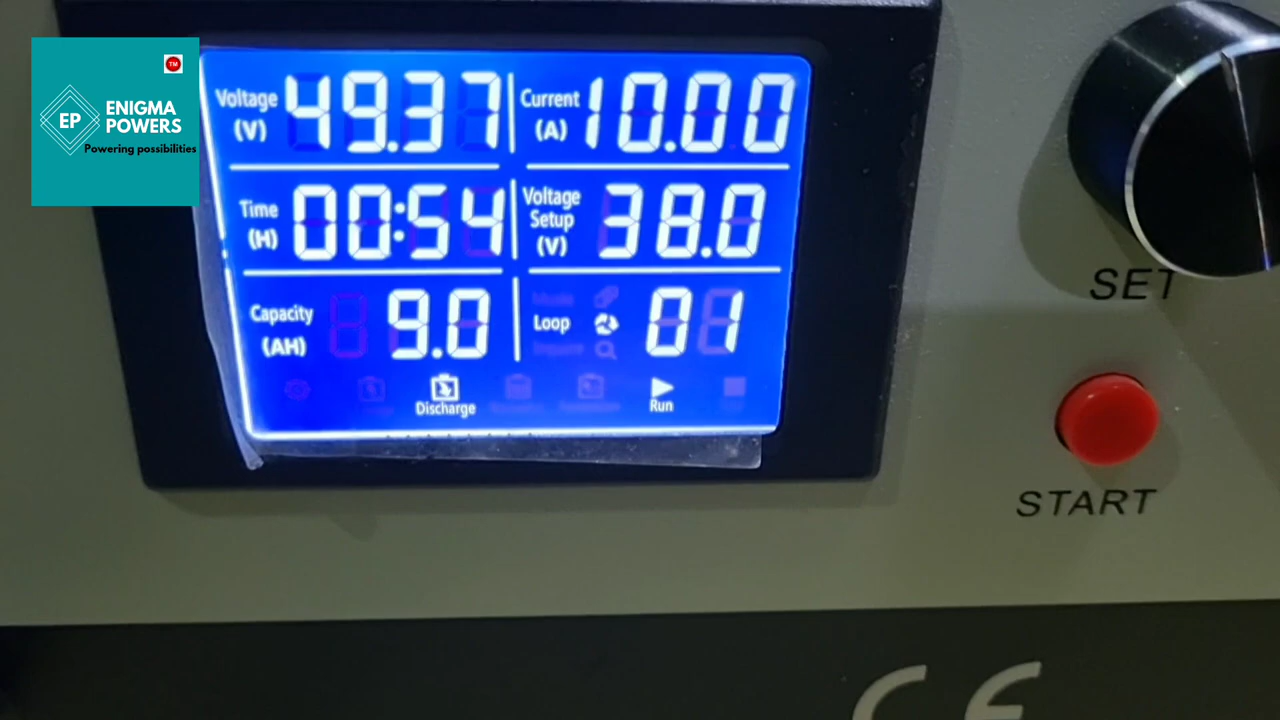 TM
EP
ENIGMA
POWERS
Powering possibilities
Voltage
(V)
49.37
Current
(A)
10.00
Time
(H)
00:54
Voltage
Setup
(V)
38.0
Capacity
(AH)
9.0
Loop
01
Discharge
Run
SET
START
CE